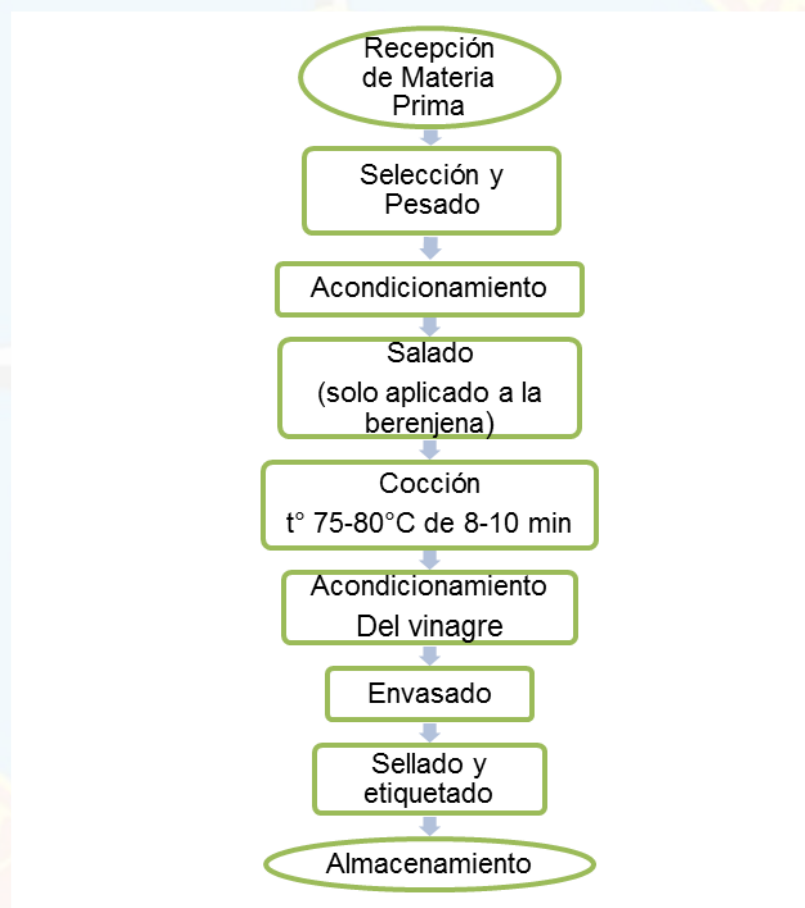 Recepción
de Materia
Prima
Selección y
Pesado
Acondicionamiento
Salado
(solo aplicado a la
berenjena)
Cocción
t° 75-80°C de 8-10 min
Acondicionamiento
Del vinagre
Envasado
Sellado y
etiquetado
Almacenamiento